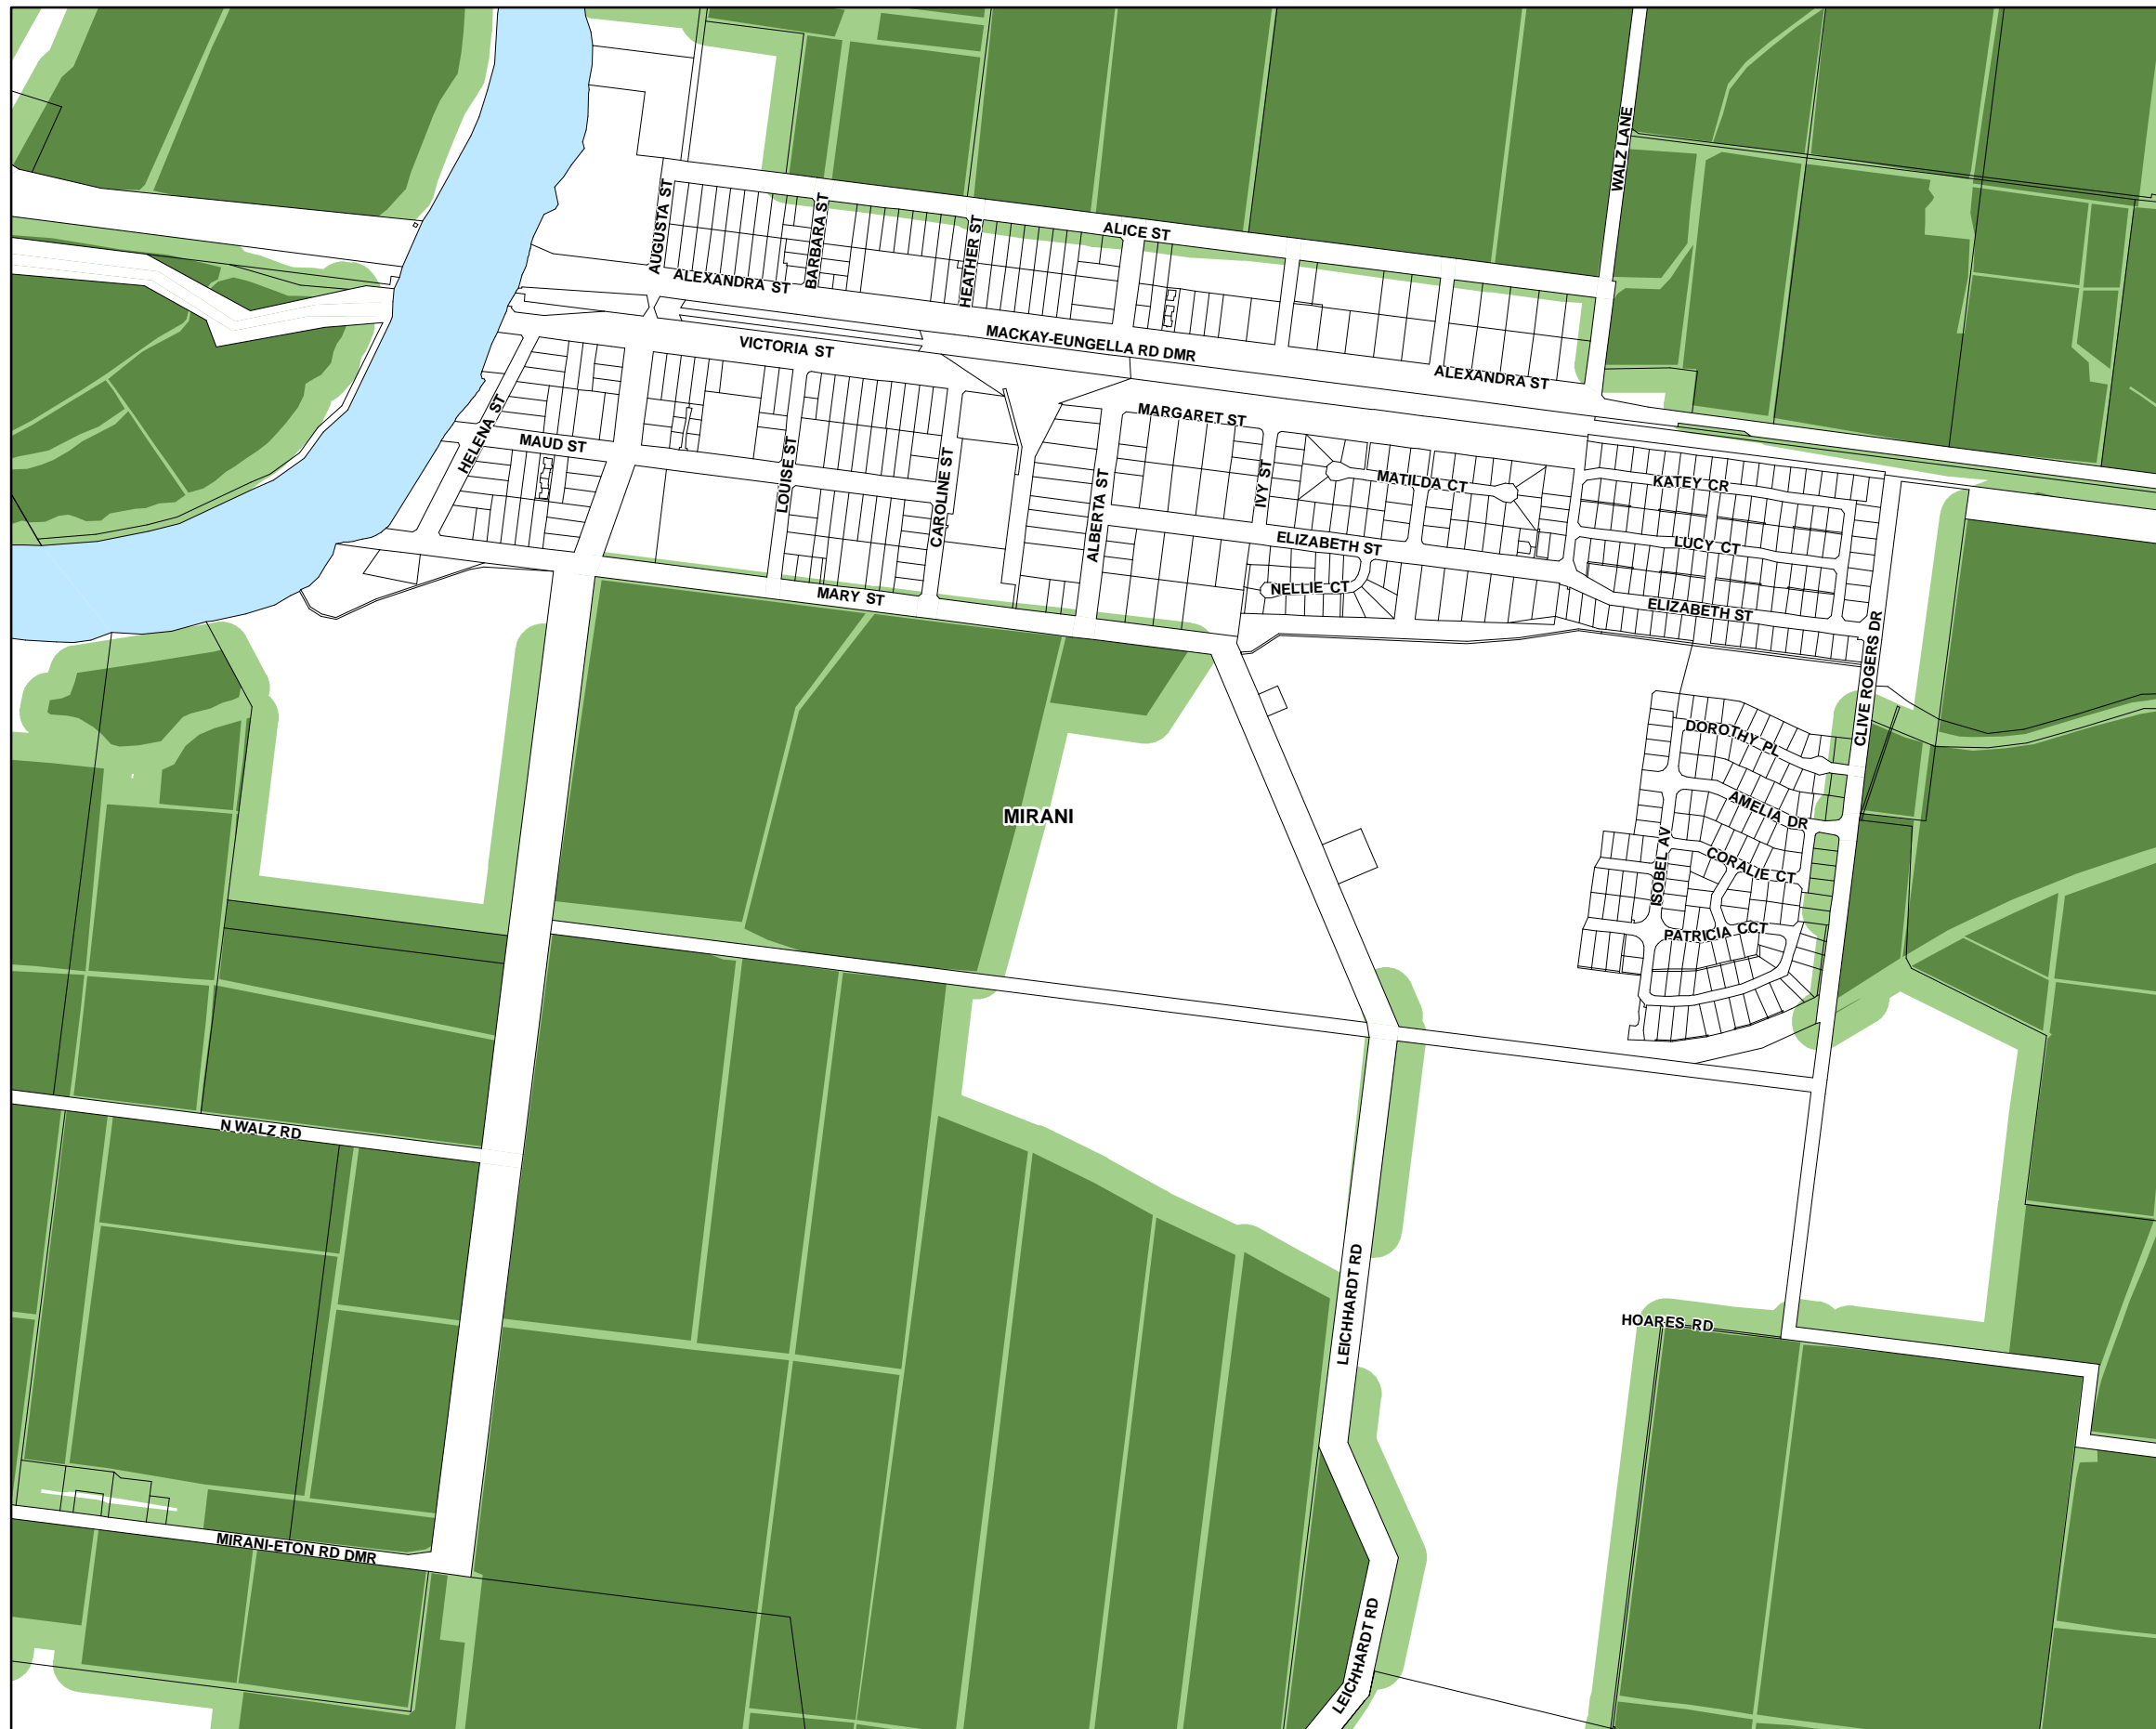 WALZ LANE
AUGUSTA ST
BARBARA ST
HEATHER ST
ALICE ST
ALEXANDRA ST
MACKAY-EUNGELLA RD DMR
VICTORIA ST
ALEXANDRA ST
HELENA ST
MAUD ST
LOUISE ST
CAROLINE ST
MARGARET ST
ALBERTA ST
IVY ST
MATILDA CT
KATEY CR
ELIZABETH ST
LUCY CT
NELLIE CT
MARY ST
ELIZABETH ST
CLIVE ROGERS DR
DOROTHY PL
MIRANI
AMELIA DR
ISOBEL AV
CORALIE CT
PATRICIA CCT
N WALZ RD
LEICHHARDT RD
HOARES RD
MIRANI-ETON RD DMR
LEICHHARDT RD